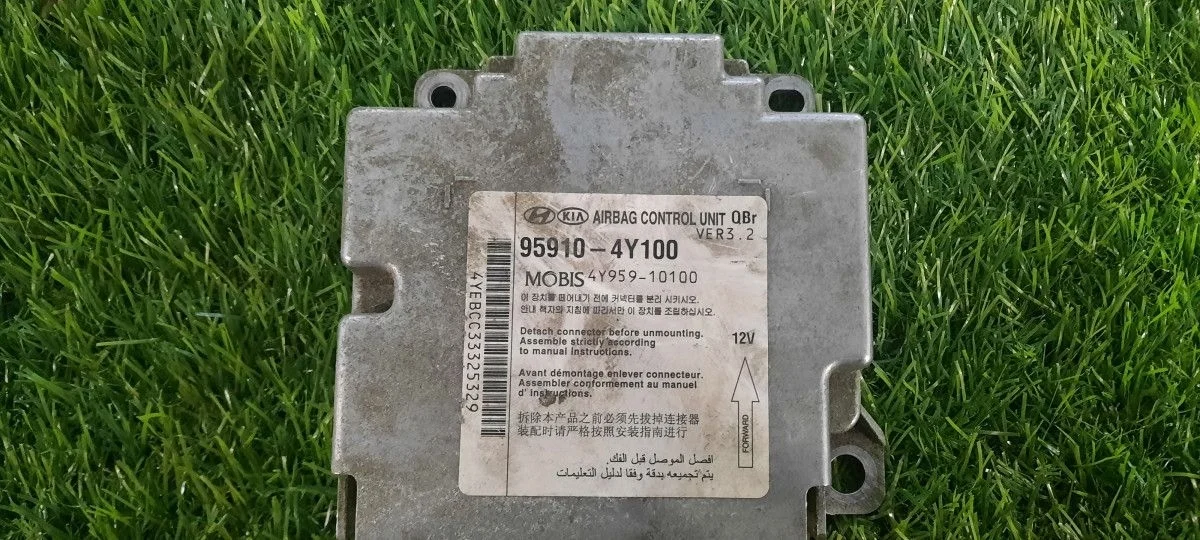 KIA AIRBAG CONTROL UNIT QBr
VER3.2
95910-4Y100
MOBIS 4Y959-10100
이 장치를 떼어내기 전에 커넥터를 분리 시키시오.
안내 책자의 지침에 따라서만 이 장치를 조립하십시오.
Detach connector before unmounting.
Assemble strictly according
to manual instructions.
12V
Avant démontage enlever connecteur.
Assembler conformement au manuel
d' instructions.
拆除本产品之前必须先拔掉连接器
装配时请严格按照安装指南进行
افصل الموصل قبل الفك.
يتم تجميعه بدقة وفقا لدليل التعليمات
FORWARD
4YEBCC33325329